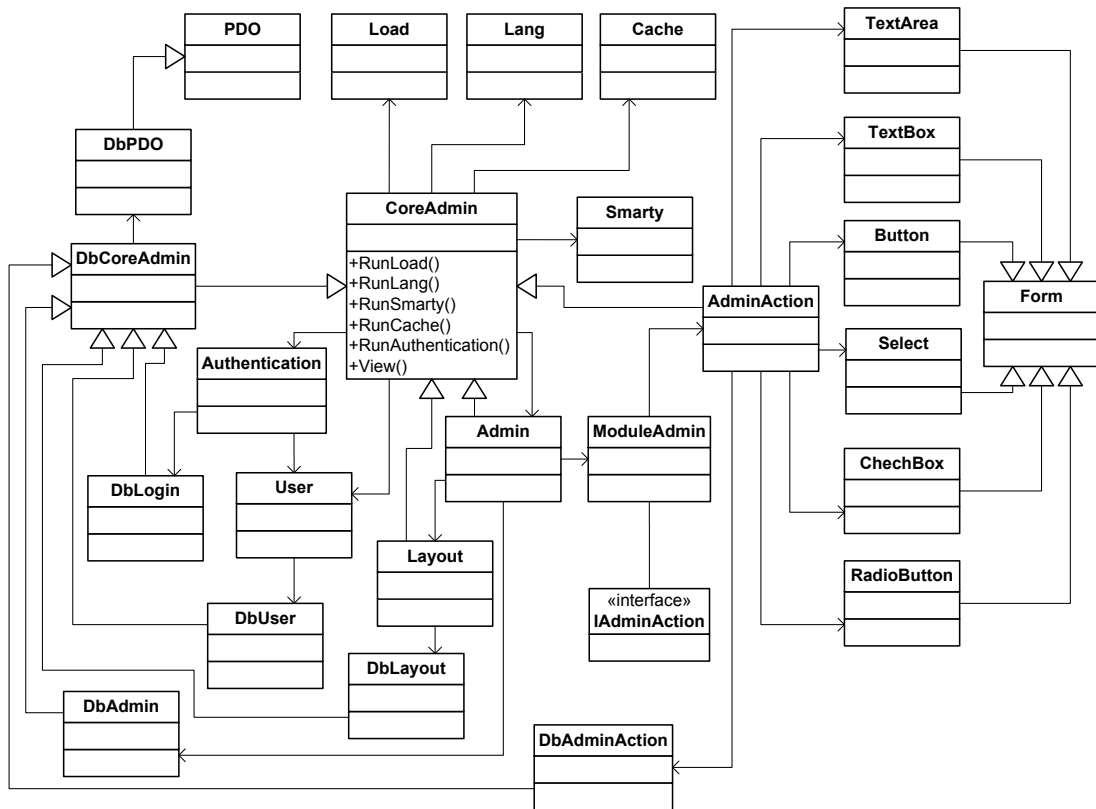 PDO
Load
Lang
Cache
TextArea
DbPDO
TextBox
CoreAdmin
+RunLoad()
+RunLang()
+RunSmarty()
+RunCache()
+RunAuthentication()
+View()
Smarty
Button
DbCoreAdmin
AdminAction
Form
Select
Authentication
Admin
ModuleAdmin
ChechBox
DbLogin
User
Layout
RadioButton
«interface»
IAdminAction
DbUser
DbLayout
DbAdmin
DbAdminAction